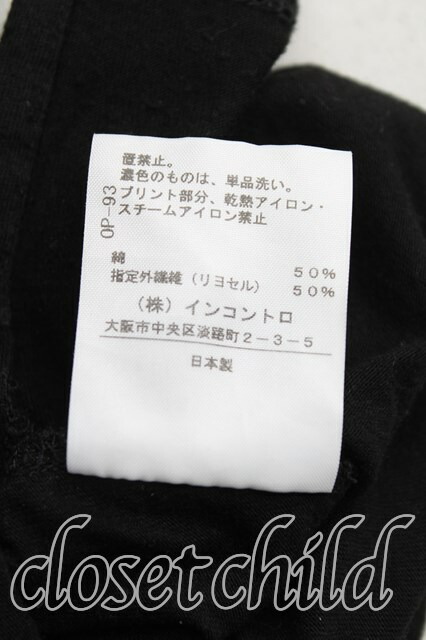 置禁止。
濃色のものは、単品洗い。
プリント部分、乾熱アイロン・
スチームアイロン禁止
OP-93
綿 50%
指定外繊維（リヨセル） 50%
（株）インコントロ
大阪市中央区淡路町2-3-5
日本製
closet child